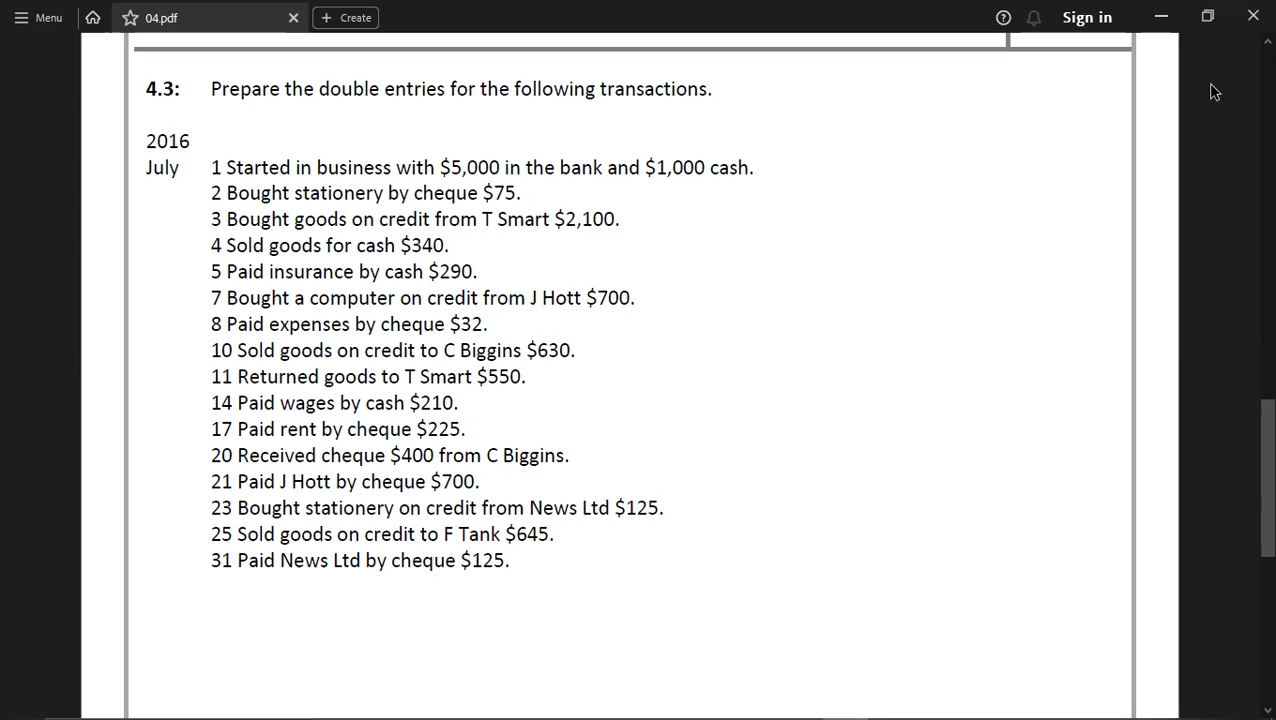 Menu
04.pdf
Create
Sign in
4.3: Prepare the double entries for the following transactions.
2016
July 1 Started in business with $5,000 in the bank and $1,000 cash.
2 Bought stationery by cheque $75.
3 Bought goods on credit from T Smart $2,100.
4 Sold goods for cash $340.
5 Paid insurance by cash $290.
7 Bought a computer on credit from J Hott $700.
8 Paid expenses by cheque $32.
10 Sold goods on credit to C Biggins $630.
11 Returned goods to T Smart $550.
14 Paid wages by cash $210.
17 Paid rent by cheque $225.
20 Received cheque $400 from C Biggins.
21 Paid J Hott by cheque $700.
23 Bought stationery on credit from News Ltd $125.
25 Sold goods on credit to F Tank $645.
31 Paid News Ltd by cheque $125.